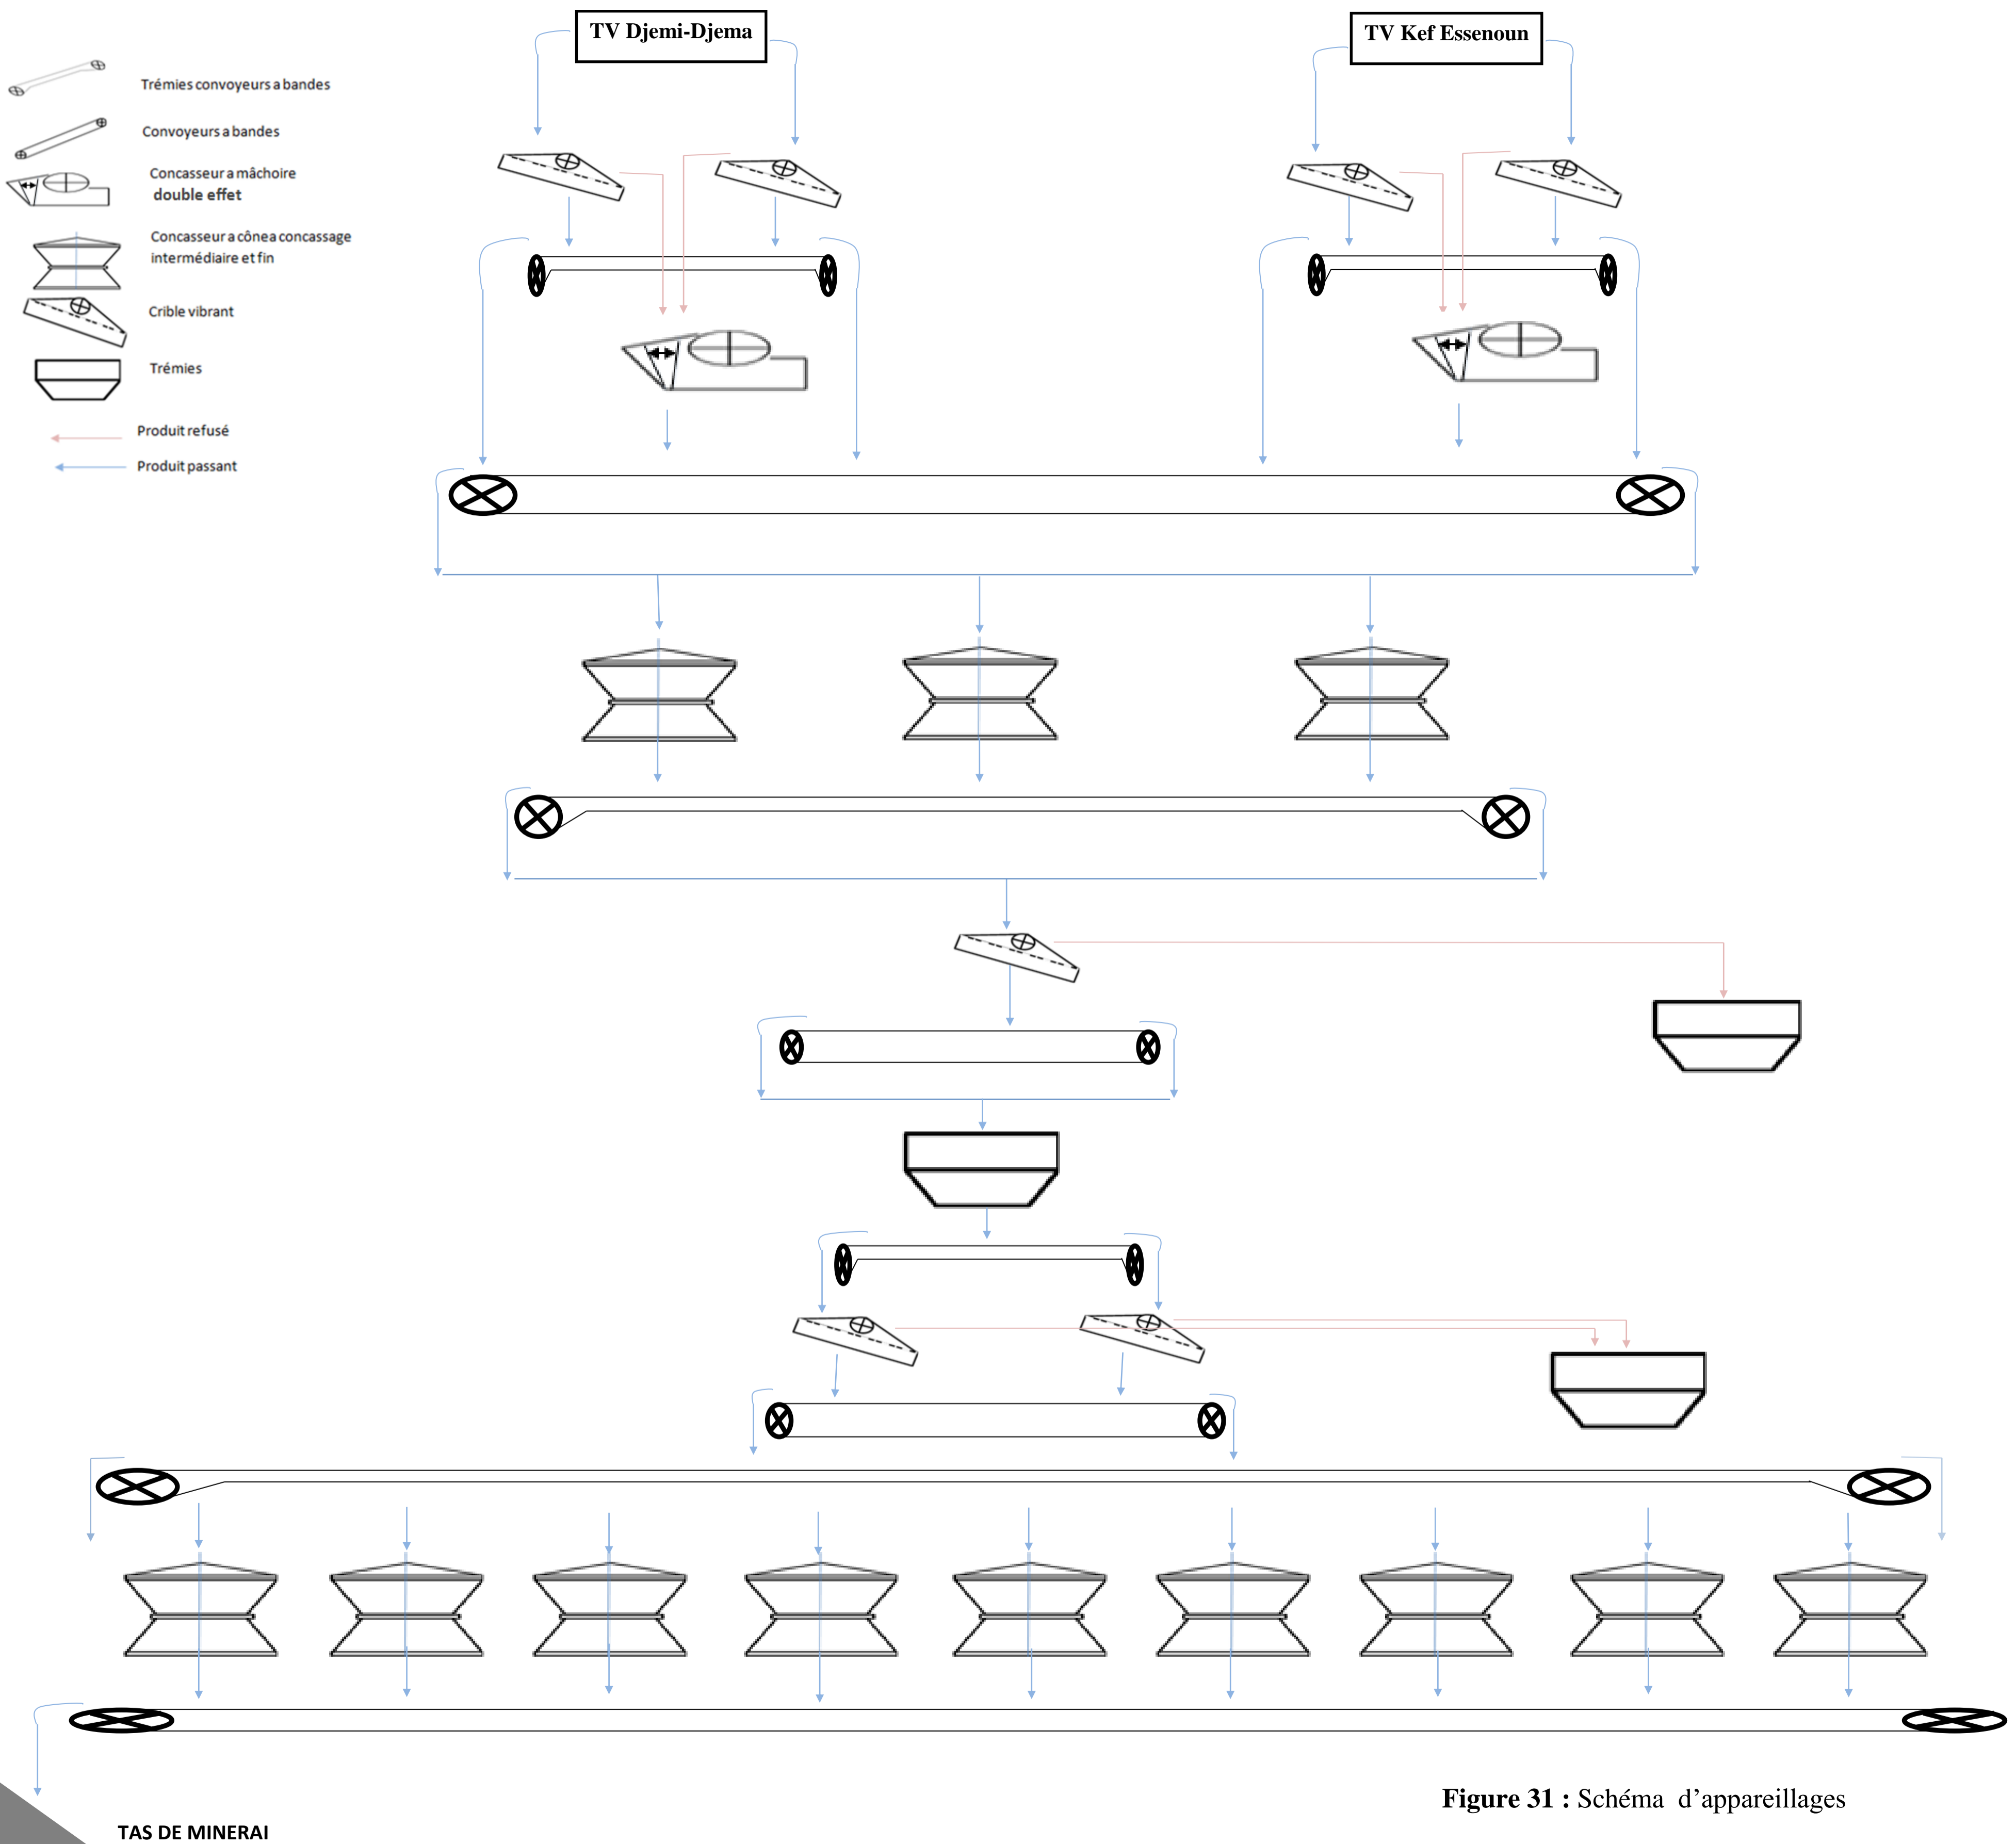 TV Djemi-Djema
TV Kef Essenoun
Trémies convoyeurs a bandes
Convoyeurs a bandes
Concasseur a mâchoire
double effet
Concasseur a cône a concassage
intermédiaire et fin
Crible vibrant
Trémies
Produit refusé
Produit passant
Figure 31 : Schéma d’appareillages
TAS DE MINERAI